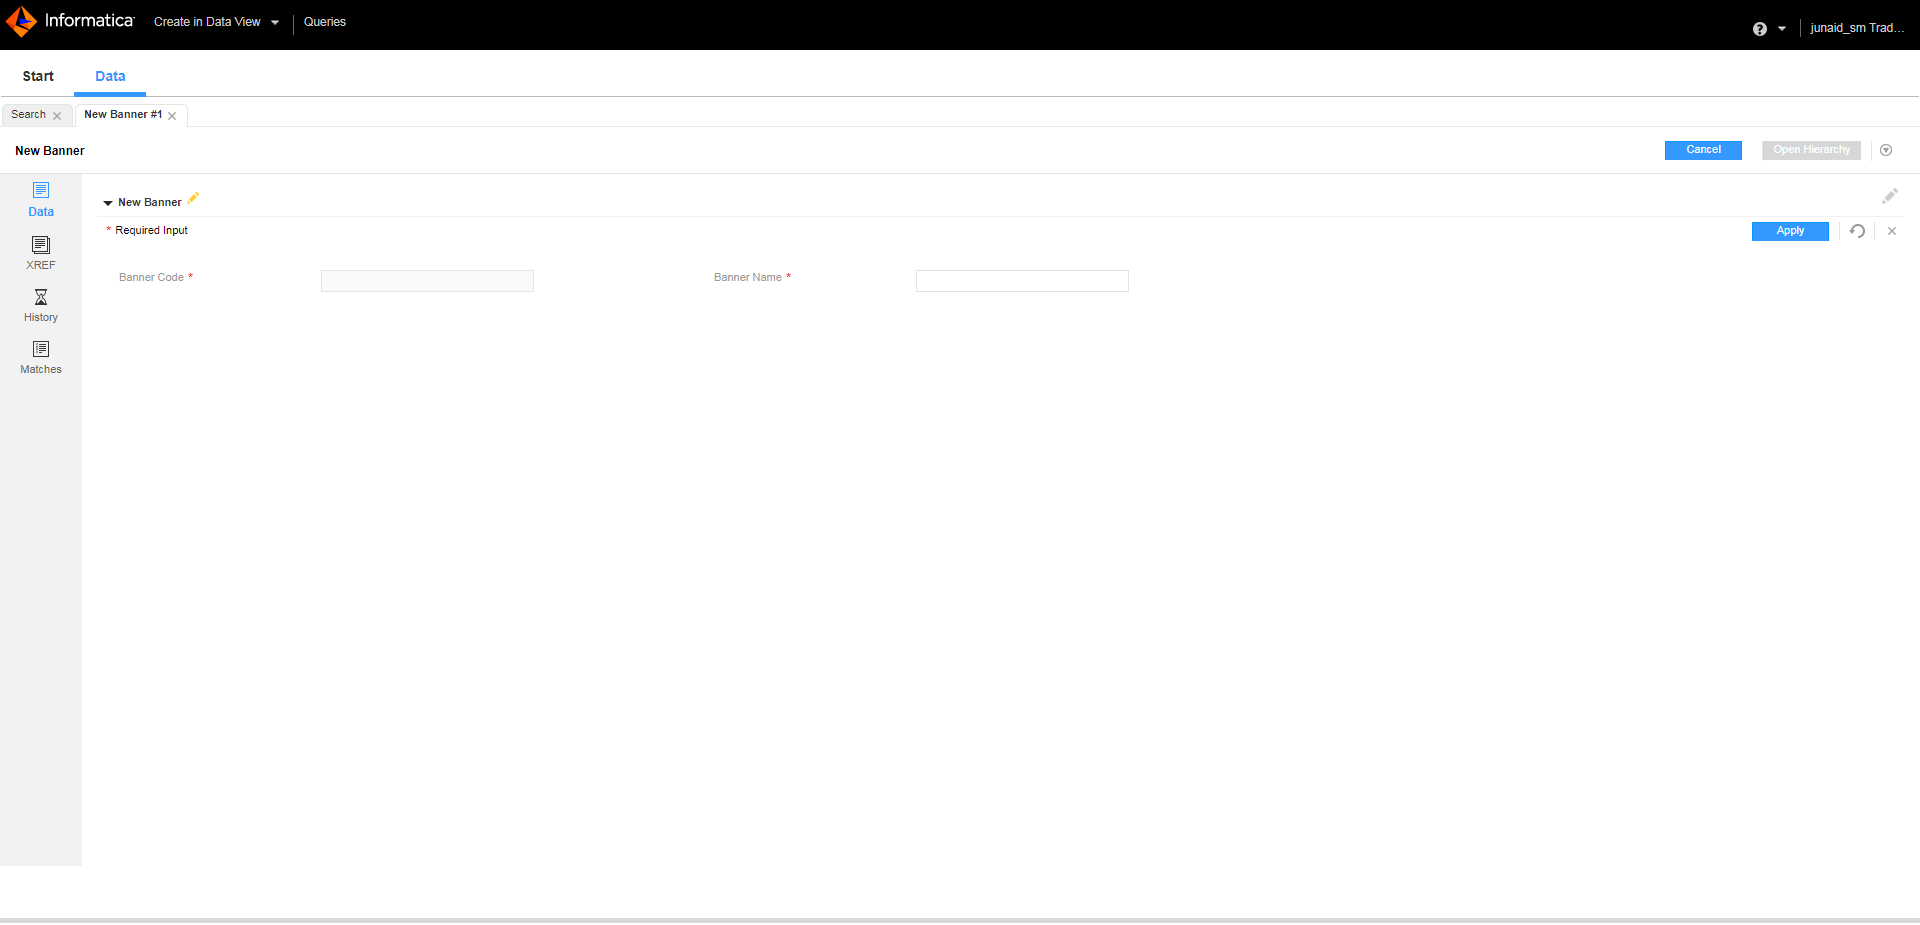 Informatica Create in Data View Queries junaid_sm Trad...
Start Data
Search New Banner #1
New Banner Cancel Open Hierarchy
Data
New Banner
* Required Input Apply
XREF
Banner Code * Banner Name *
History
Matches